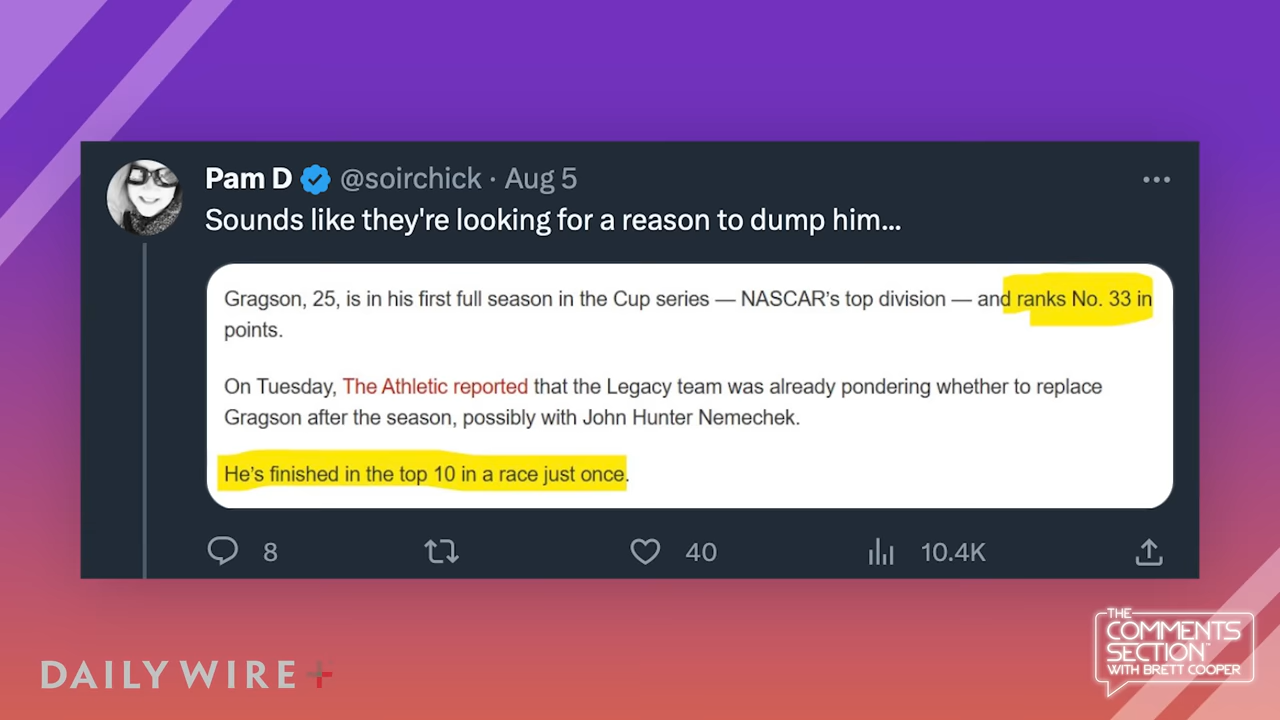 Pam D @soirchick · Aug 5
Sounds like they're looking for a reason to dump him...
Gragson, 25, is in his first full season in the Cup series — NASCAR's top division — and ranks No. 33 in
points.
On Tuesday, The Athletic reported that the Legacy team was already pondering whether to replace
Gragson after the season, possibly with John Hunter Nemechek.
He's finished in the top 10 in a race just once.
8 40 10.4K
THE
COMMENTS
SECTION™
WITH BRETT COOPER
DAILY WIRE +